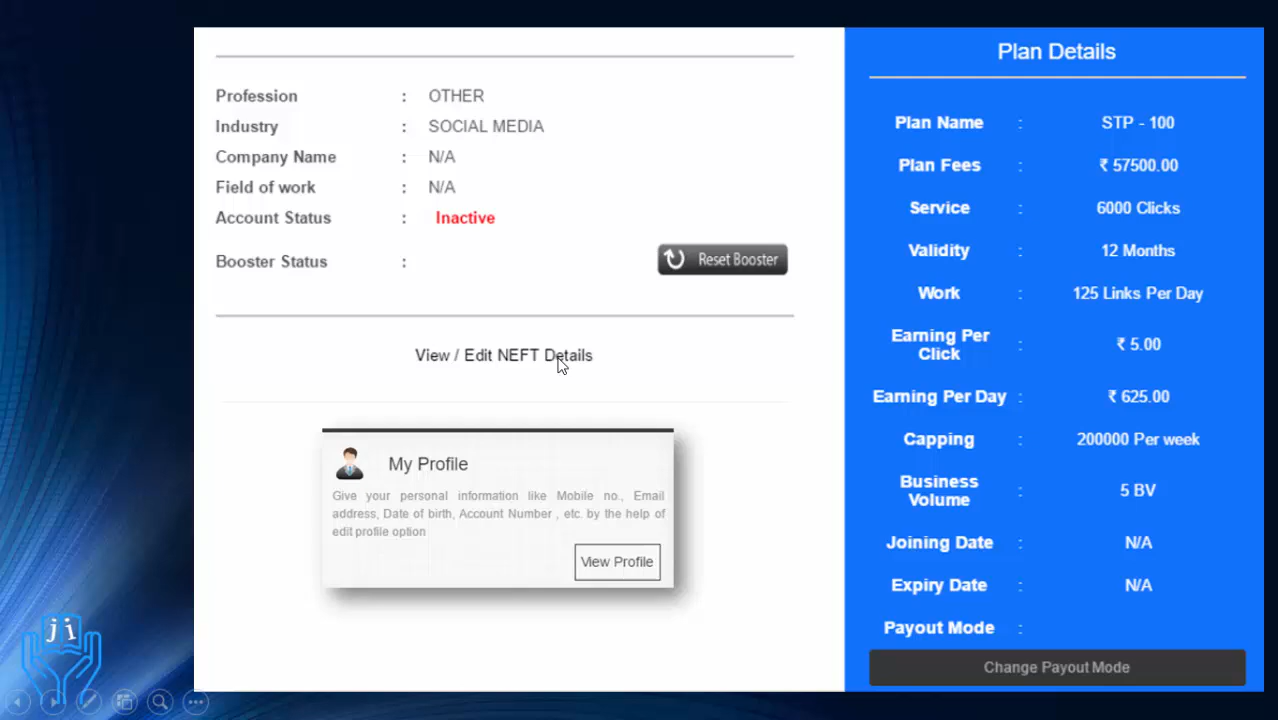 Profession : OTHER
Industry : SOCIAL MEDIA
Company Name : N/A
Field of work : N/A
Account Status : Inactive
Booster Status :
Reset Booster
View / Edit NEFT Details
My Profile
Give your personal information like Mobile no., Email
address, Date of birth, Account Number , etc. by the help of
edit profile option
View Profile
Plan Details
Plan Name : STP - 100
Plan Fees : ₹ 57500.00
Service : 6000 Clicks
Validity : 12 Months
Work : 125 Links Per Day
Earning Per
Click : ₹ 5.00
Earning Per Day : ₹ 625.00
Capping : 200000 Per week
Business
Volume : 5 BV
Joining Date : N/A
Expiry Date : N/A
Payout Mode :
Change Payout Mode
ji